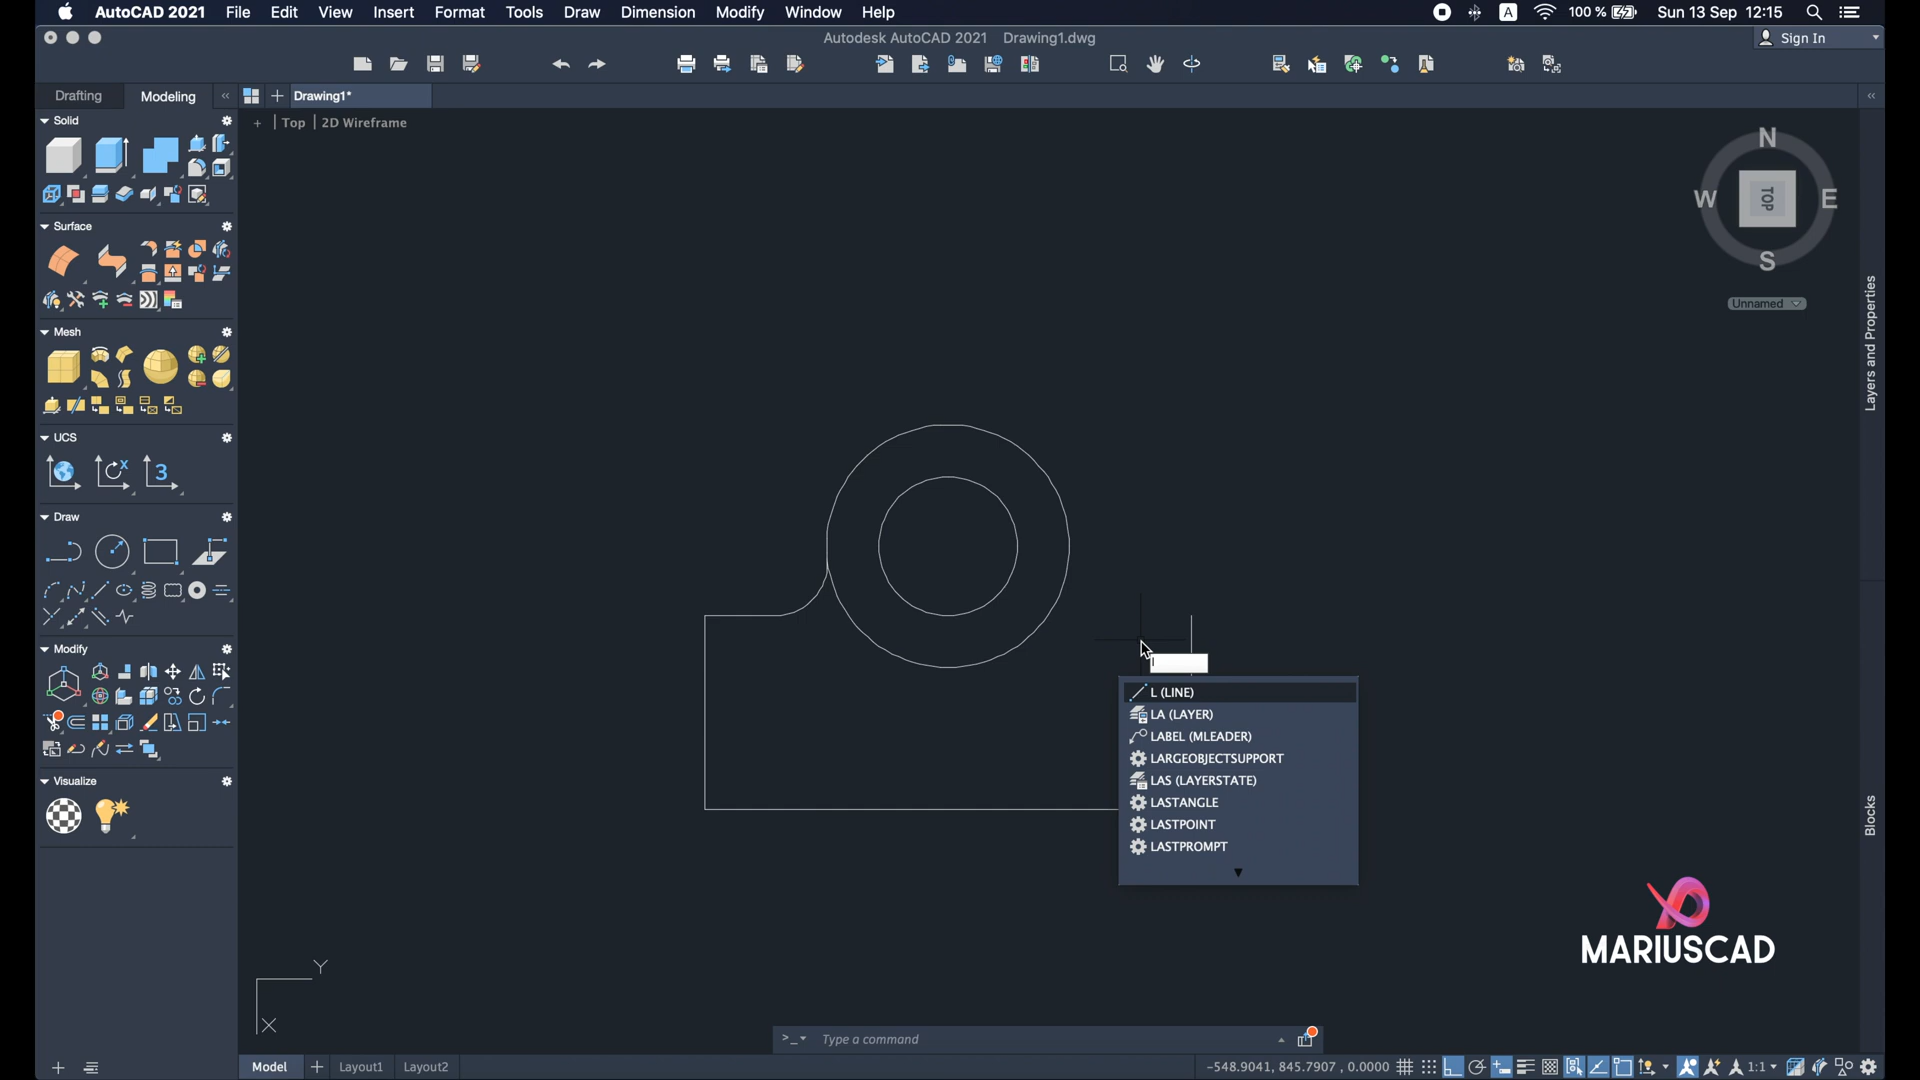 AutoCAD 2021 File Edit View Insert Format Tools Draw Dimension Modify Window Help A 100 % Sun 13 Sep 12:15
Autodesk AutoCAD 2021 Drawing1.dwg Sign In
Drafting Modeling Drawing1*
+ Top 2D Wireframe
Solid
Surface
Mesh
UCS
X 3
Draw
Modify
Visualize
N
W TOP E
S
Unnamed
Layers and Properties
Blocks
l
L (LINE)
LA (LAYER)
LABEL (MLEADER)
LARGEOBJECTSUPPORT
LAS (LAYERSTATE)
LASTANGLE
LASTPOINT
LASTPROMPT
MARIUSCAD
Y
X
>_ Type a command
Model Layout1 Layout2 -548.9041, 845.7907 , 0.0000 1:1